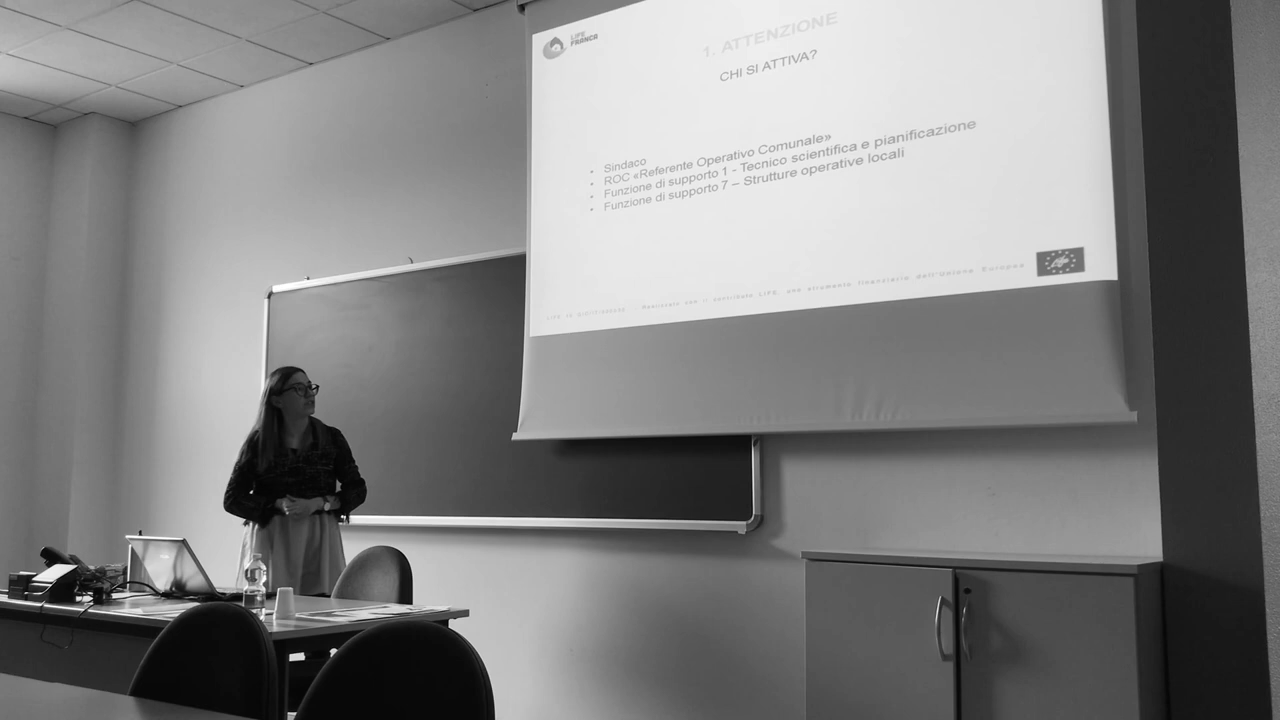 LIFE
FRANCA
1. ATTENZIONE
CHI SI ATTIVA?
• Sindaco
• ROC «Referente Operativo Comunale»
• Funzione di supporto 1 - Tecnico scientifica e pianificazione
• Funzione di supporto 7 – Strutture operative locali
Realizzato con il contributo LIFE, uno strumento finanziario dell'Unione Europea